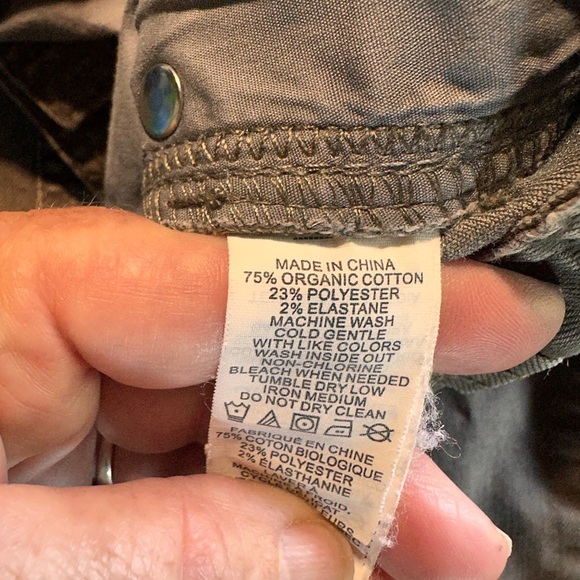 MADE IN CHINA
75% ORGANIC COTTON
23% POLYESTER
2% ELASTANE
MACHINE WASH
COLD GENTLE
WITH LIKE COLORS
WASH INSIDE OUT
NON-CHLORINE
BLEACH WHEN NEEDED
TUMBLE DRY LOW
IRON MEDIUM
DO NOT DRY CLEAN
FABRIQUÉ EN CHINE
75% COTON BIOLOGIQUE
23% POLYESTER
2% ÉLASTHANNE